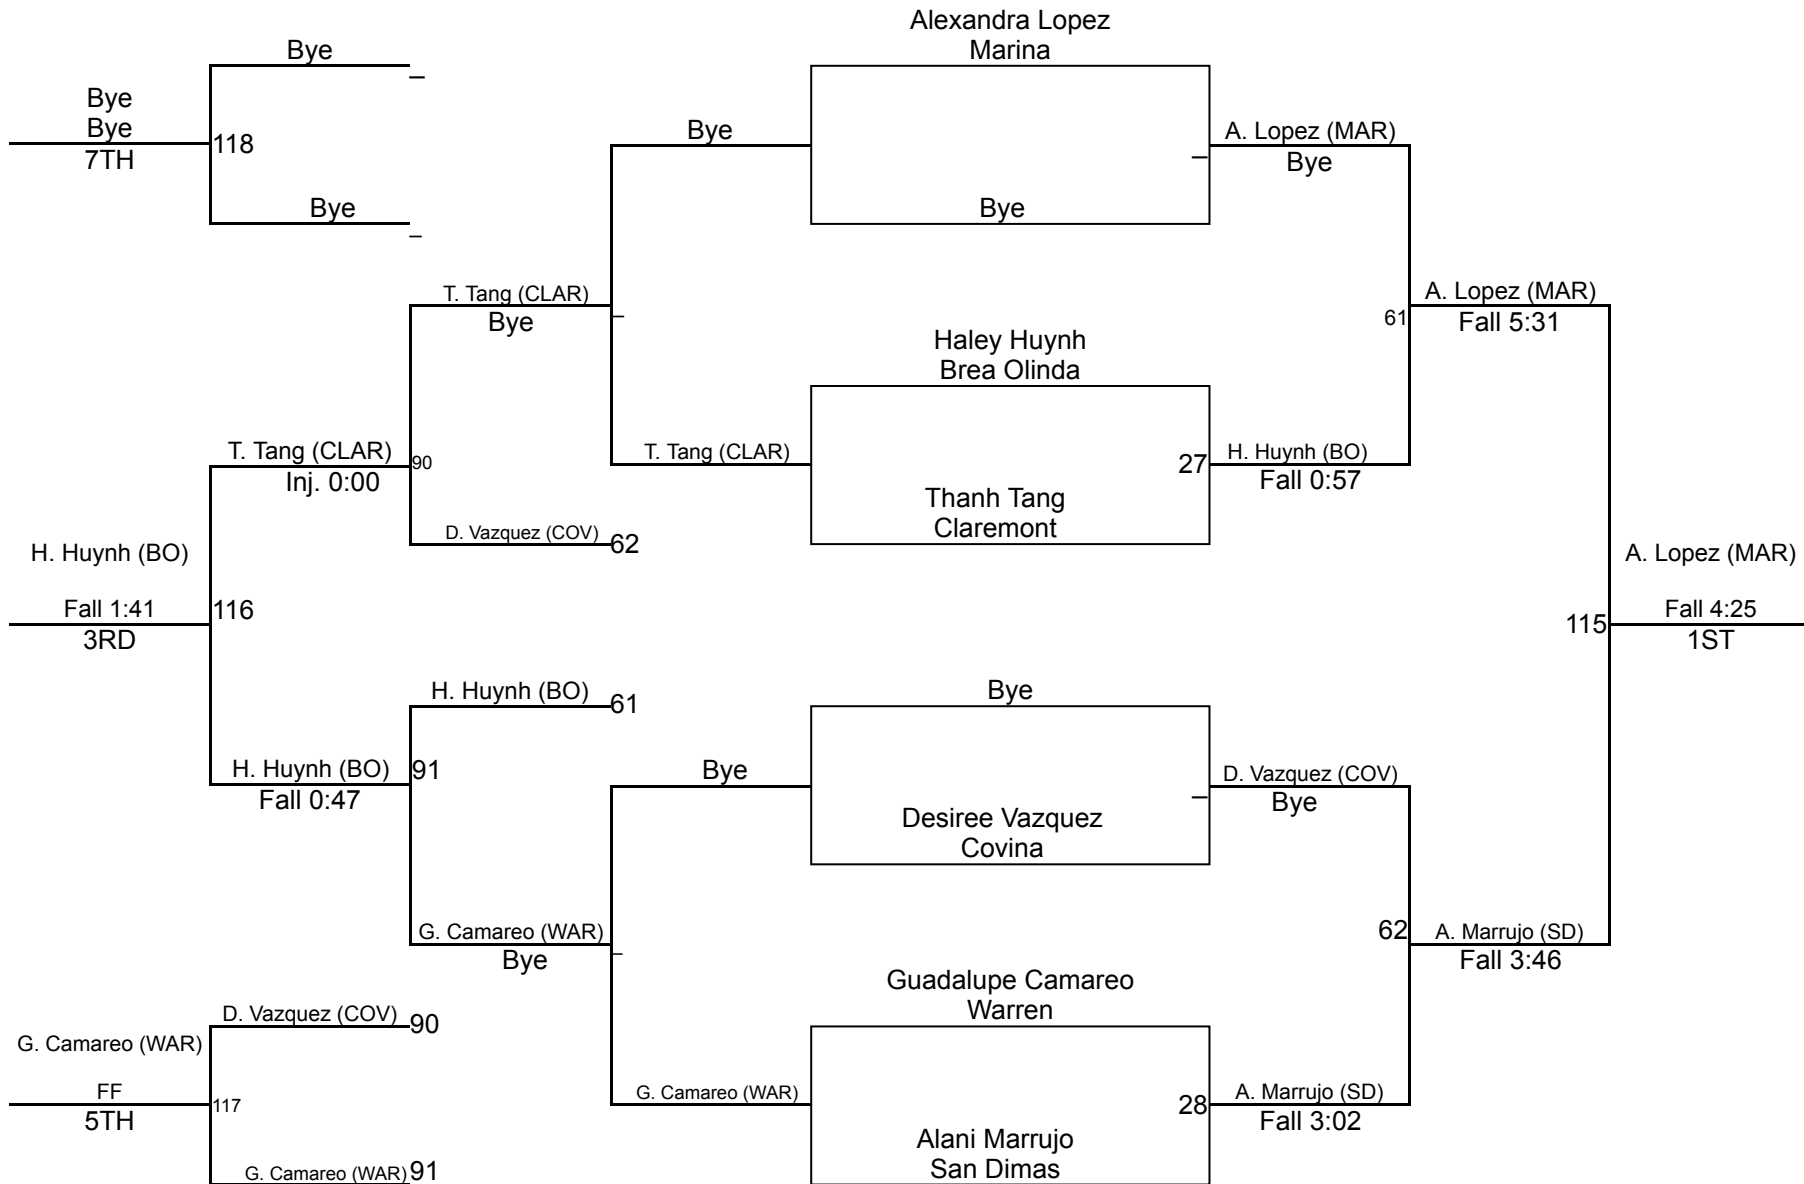 Alexandra Lopez
Marina
Bye
–
Bye
Bye
7TH
118
Bye
–
Bye
A. Lopez (MAR)
–
Bye
Bye
T. Tang (CLAR)
–
Bye
A. Lopez (MAR)
61
Fall 5:31
Haley Huynh
Brea Olinda
T. Tang (CLAR)
90
Inj. 0:00
T. Tang (CLAR)
27
H. Huynh (BO)
Fall 0:57
Thanh Tang
Claremont
D. Vazquez (COV)
62
H. Huynh (BO)
Fall 1:41
116
3RD
A. Lopez (MAR)
115
Fall 4:25
1ST
H. Huynh (BO)
61
Bye
H. Huynh (BO)
91
Fall 0:47
Bye
D. Vazquez (COV)
–
Bye
Desiree Vazquez
Covina
G. Camareo (WAR)
–
Bye
62
A. Marrujo (SD)
Fall 3:46
Guadalupe Camareo
Warren
D. Vazquez (COV)
90
G. Camareo (WAR)
FF
117
5TH
G. Camareo (WAR)
28
A. Marrujo (SD)
Fall 3:02
Alani Marrujo
San Dimas
G. Camareo (WAR)
91